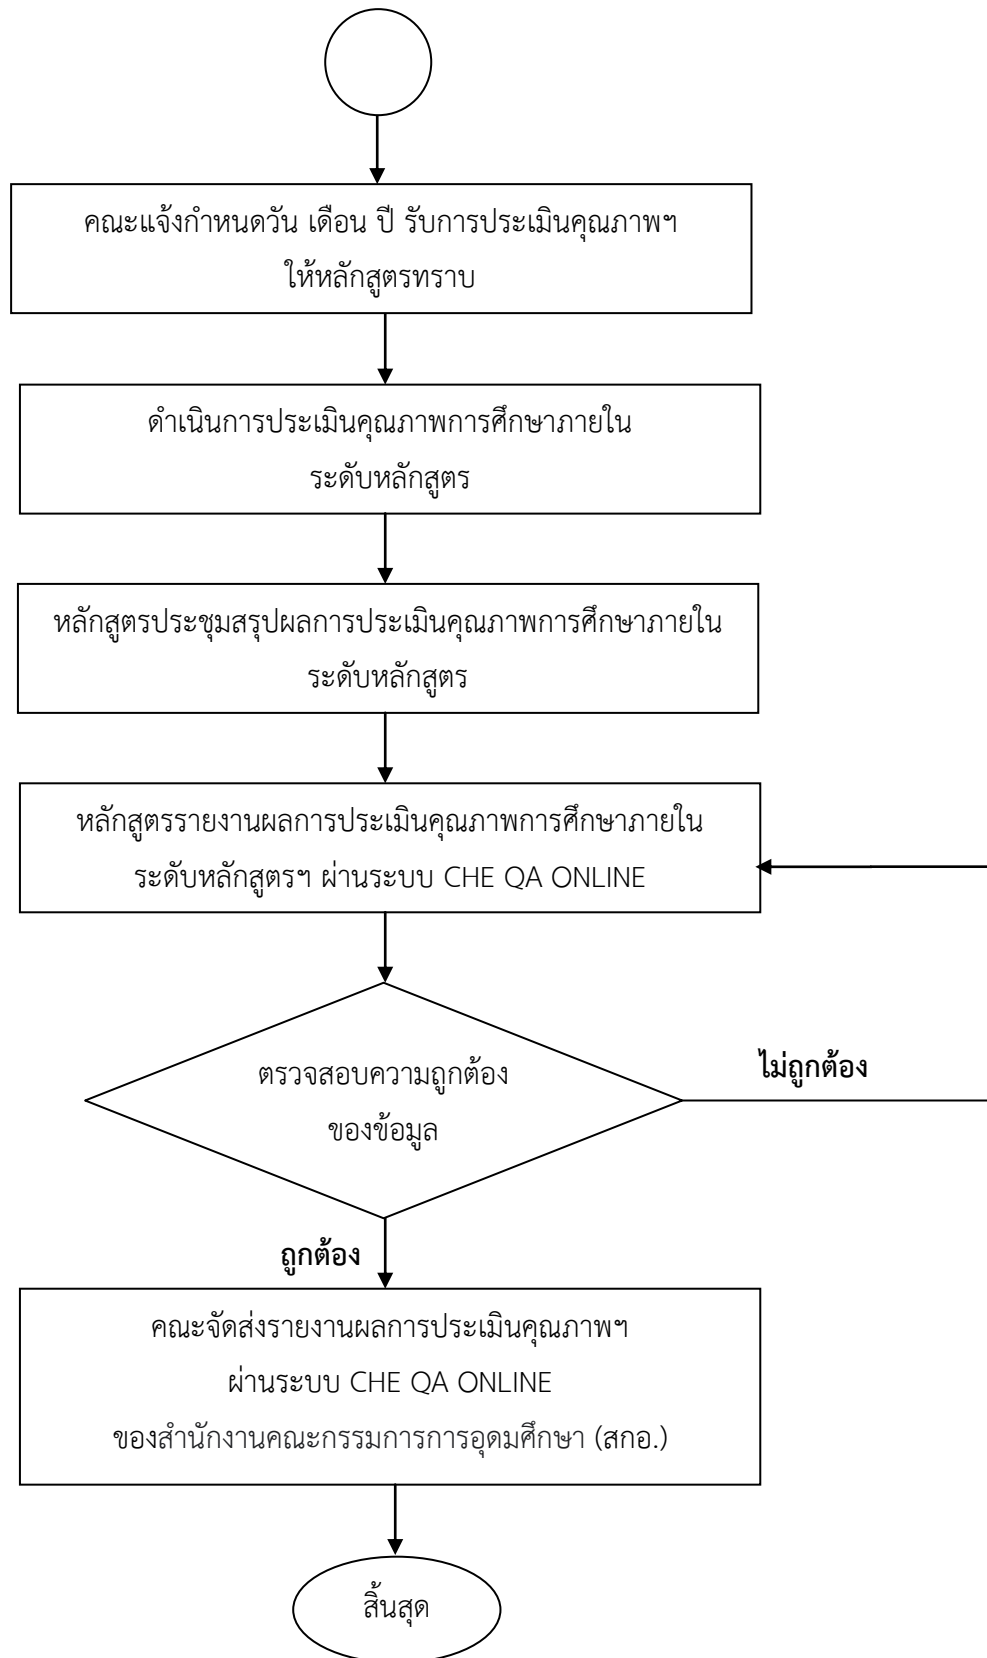 คณะแจ้งกำหนดวัน เดือน ปี รับการประเมินคุณภาพฯ
ให้หลักสูตรทราบ
ดำเนินการประเมินคุณภาพการศึกษาภายใน
ระดับหลักสูตร
หลักสูตรประชุมสรุปผลการประเมินคุณภาพการศึกษาภายใน
ระดับหลักสูตร
หลักสูตรรายงานผลการประเมินคุณภาพการศึกษาภายใน
ระดับหลักสูตรฯ ผ่านระบบ CHE QA ONLINE
ตรวจสอบความถูกต้อง
ของข้อมูล
ไม่ถูกต้อง
ถูกต้อง
คณะจัดส่งรายงานผลการประเมินคุณภาพฯ
ผ่านระบบ CHE QA ONLINE
ของสำนักงานคณะกรรมการการอุดมศึกษา (สกอ.)
สิ้นสุด